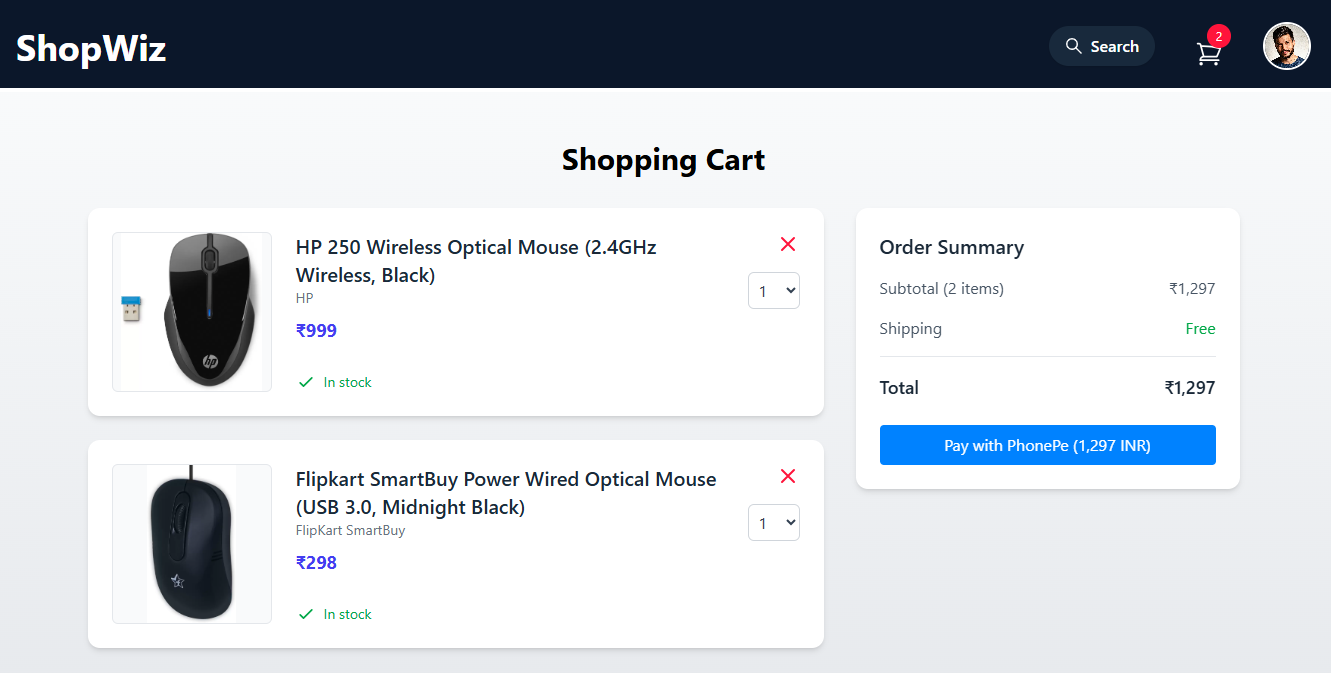 ShopWiz
Search
2
Shopping Cart
HP 250 Wireless Optical Mouse (2.4GHz
Wireless, Black)
HP
₹999
In stock
1
hp
Flipkart SmartBuy Power Wired Optical Mouse
(USB 3.0, Midnight Black)
FlipKart SmartBuy
₹298
In stock
1
Order Summary
Subtotal (2 items) ₹1,297
Shipping Free
Total ₹1,297
Pay with PhonePe (1,297 INR)